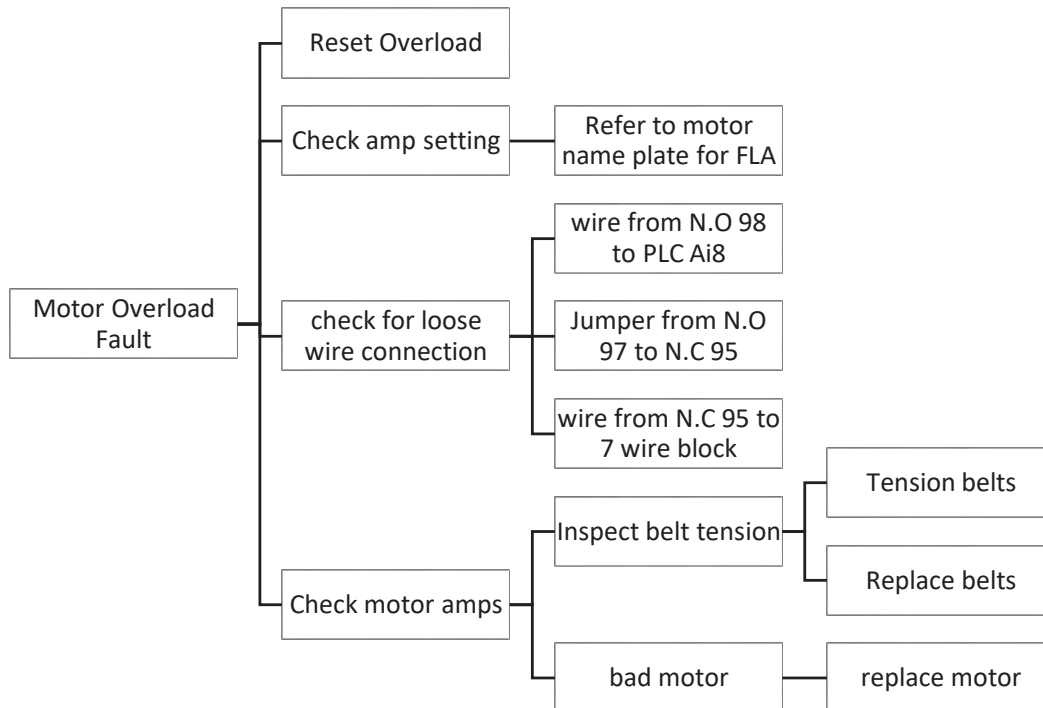 Reset Overload
Check amp setting
Refer to motor
name plate for FLA
wire from N.O 98
to PLC Ai8
Motor Overload
Fault
check for loose
wire connection
Jumper from N.O
97 to N.C 95
wire from N.C 95 to
7 wire block
Tension belts
Inspect belt tension
Replace belts
Check motor amps
bad motor
replace motor